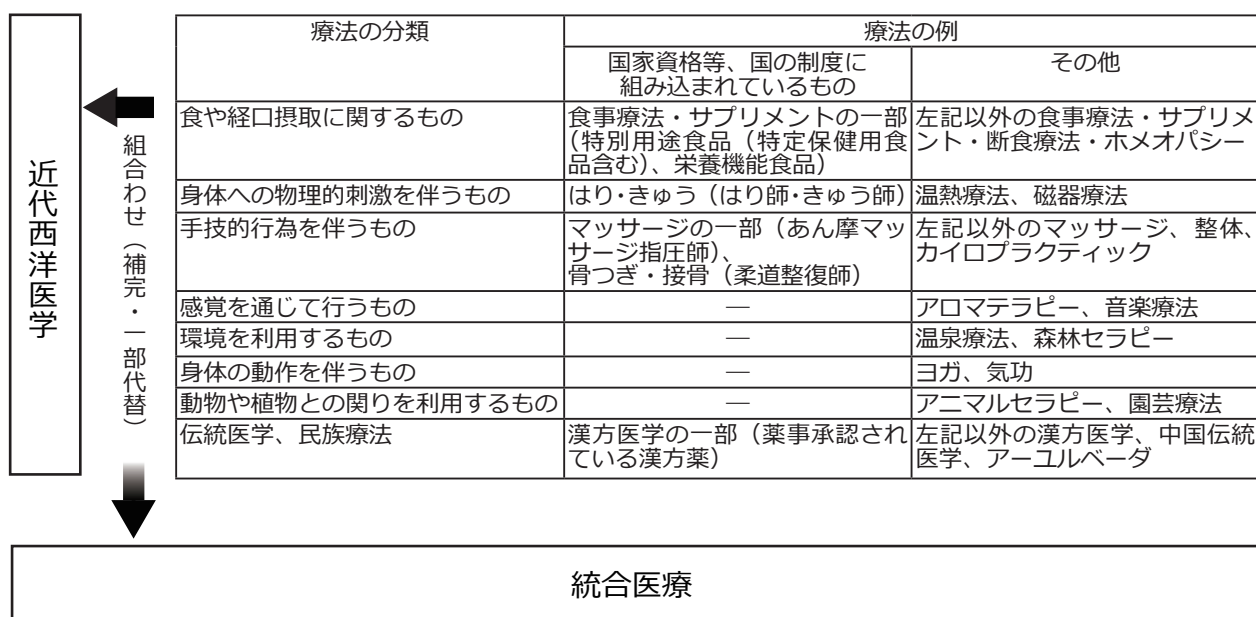 近代西洋医学
組合わせ（補完・一部代替）
療法の分類
療法の例
国家資格等、国の制度に
組み込まれているもの
その他
食や経口摂取に関するもの
食事療法・サプリメントの一部
（特別用途食品（特定保健用食
品含む）、栄養機能食品）
左記以外の食事療法・サプリメ
ント・断食療法・ホメオパシー
身体への物理的刺激を伴うもの
はり・きゅう（はり師・きゅう師）
温熱療法、磁器療法
手技的行為を伴うもの
マッサージの一部（あん摩マッ
サージ指圧師）、
骨つぎ・接骨（柔道整復師）
左記以外のマッサージ、整体、
カイロプラクティック
感覚を通じて行うもの
―
アロマテラピー、音楽療法
環境を利用するもの
―
温泉療法、森林セラピー
身体の動作を伴うもの
―
ヨガ、気功
動物や植物との関りを利用するもの
―
アニマルセラピー、園芸療法
伝統医学、民族療法
漢方医学の一部（薬事承認され
ている漢方薬）
左記以外の漢方医学、中国伝統
医学、アーユルベーダ
統合医療